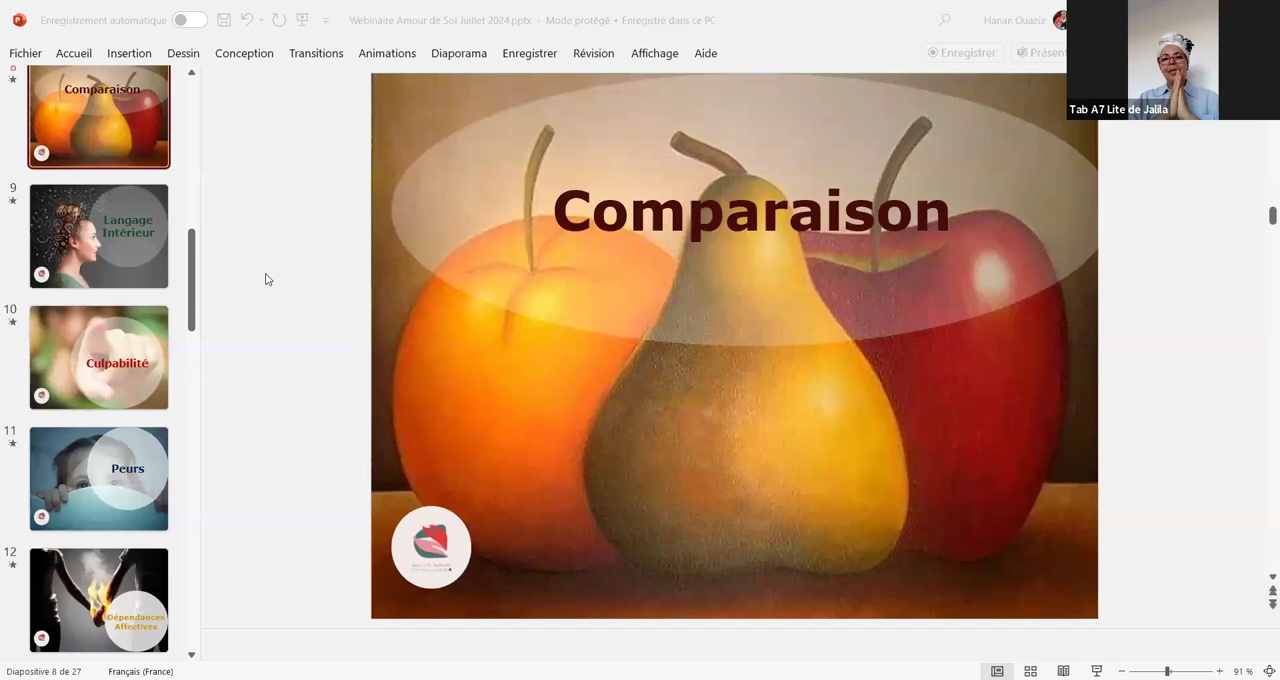 Enregistrement automatique
Webinaire Amour de Soi Juillet 2024.pptx - Mode protégé • Enregistré dans ce PC
Hanan Ouaziz
Fichier Accueil Insertion Dessin Conception Transitions Animations Diaporama Enregistrer Révision Affichage Aide
Enregistrer
Tab A7 Lite de Jalila
8
Comparaison
9
Langage
Intérieur
10
Culpabilité
11
Peurs
12
Dépendances
Affectives
Comparaison
Diapositive 8 de 27 Français (France)
91 %